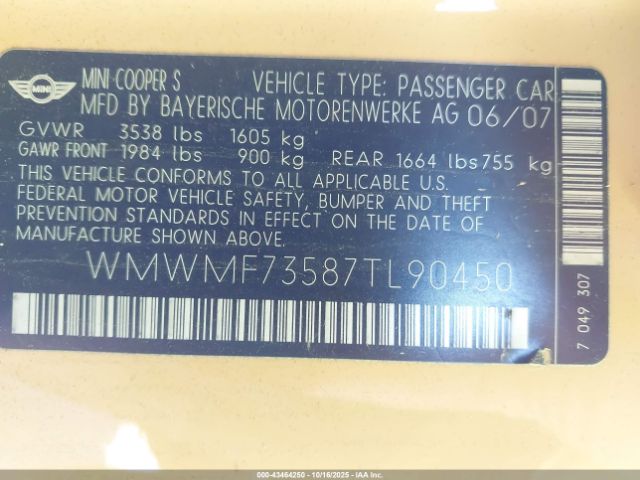 MINI
MINI COOPER S VEHICLE TYPE: PASSENGER CAR
MFD BY BAYERISCHE MOTORENWERKE AG 06/07
GVWR 3538 lbs 1605 kg
GAWR FRONT 1984 lbs 900 kg REAR 1664 lbs 755 kg
THIS VEHICLE CONFORMS TO ALL APPLICABLE U.S.
FEDERAL MOTOR VEHICLE SAFETY, BUMPER AND THEFT
PREVENTION STANDARDS IN EFFECT ON THE DATE OF
MANUFACTURE SHOWN ABOVE.
WMWMF73587TL90450
7 049 307
000-43464250 - 10/16/2025 - IAA Inc.